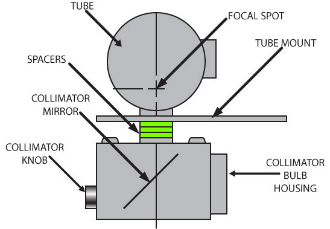 TUBE
FOCAL SPOT
TUBE MOUNT
SPACERS
COLLIMATOR
MIRROR
COLLIMATOR
KNOB
COLLIMATOR
BULB
HOUSING